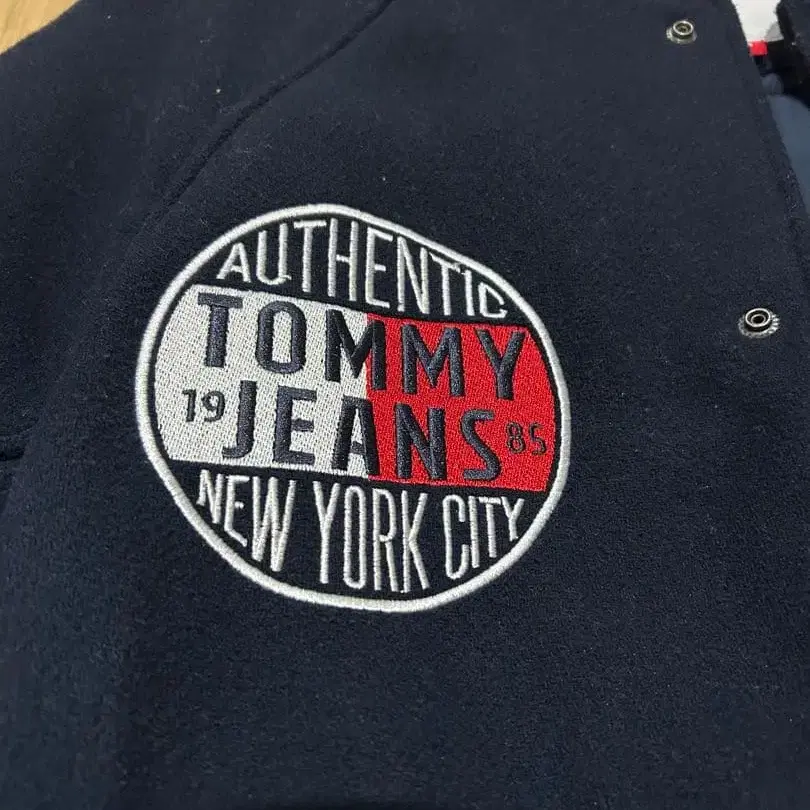 AUTHENTIC
TOMMY
19 JEANS 85
NEW YORK CITY